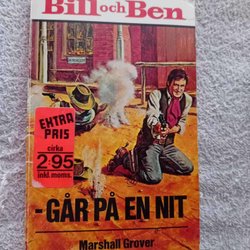 Bill och Ben
EXTRA
PRIS
cirka
2:95
inkl. moms.
- GÅR PÅ EN NIT
Marshall Grover